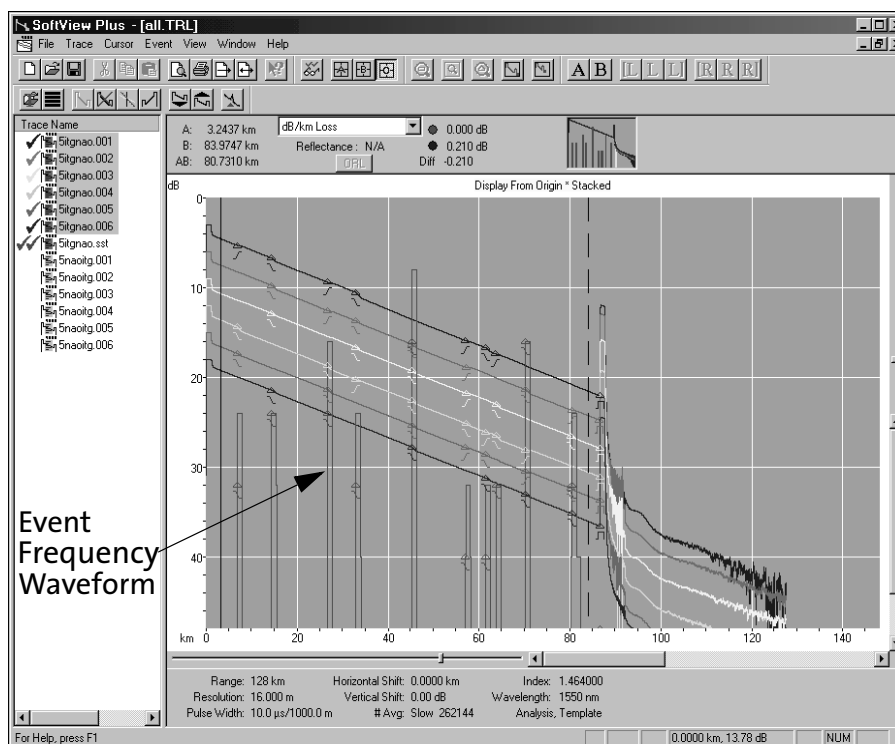 SoftView Plus - [all.TRL]
File Trace Cursor Event View Window Help
A B [L L L] [R R R]
Trace Name
5itgnao.001
5itgnao.002
5itgnao.003
5itgnao.004
5itgnao.005
5itgnao.006
5itgnao.sst
5naoitg.001
5naoitg.002
5naoitg.003
5naoitg.004
5naoitg.005
5naoitg.006
A: 3.2437 km
B: 83.9747 km
AB: 80.7310 km
dB/km Loss
Reflectance : N/A
ORL
0.000 dB
0.210 dB
Diff -0.210
dB
Display From Origin * Stacked
0
10
20
30
40
km 0 20 40 60 80 100 120 140
Event
Frequency
Waveform
Range: 128 km Horizontal Shift: 0.0000 km Index: 1.464000
Resolution: 16.000 m Vertical Shift: 0.00 dB Wavelength: 1550 nm
Pulse Width: 10.0 µs/1000.0 m # Avg: Slow 262144 Analysis, Template
For Help, press F1 0.0000 km, 13.78 dB NUM